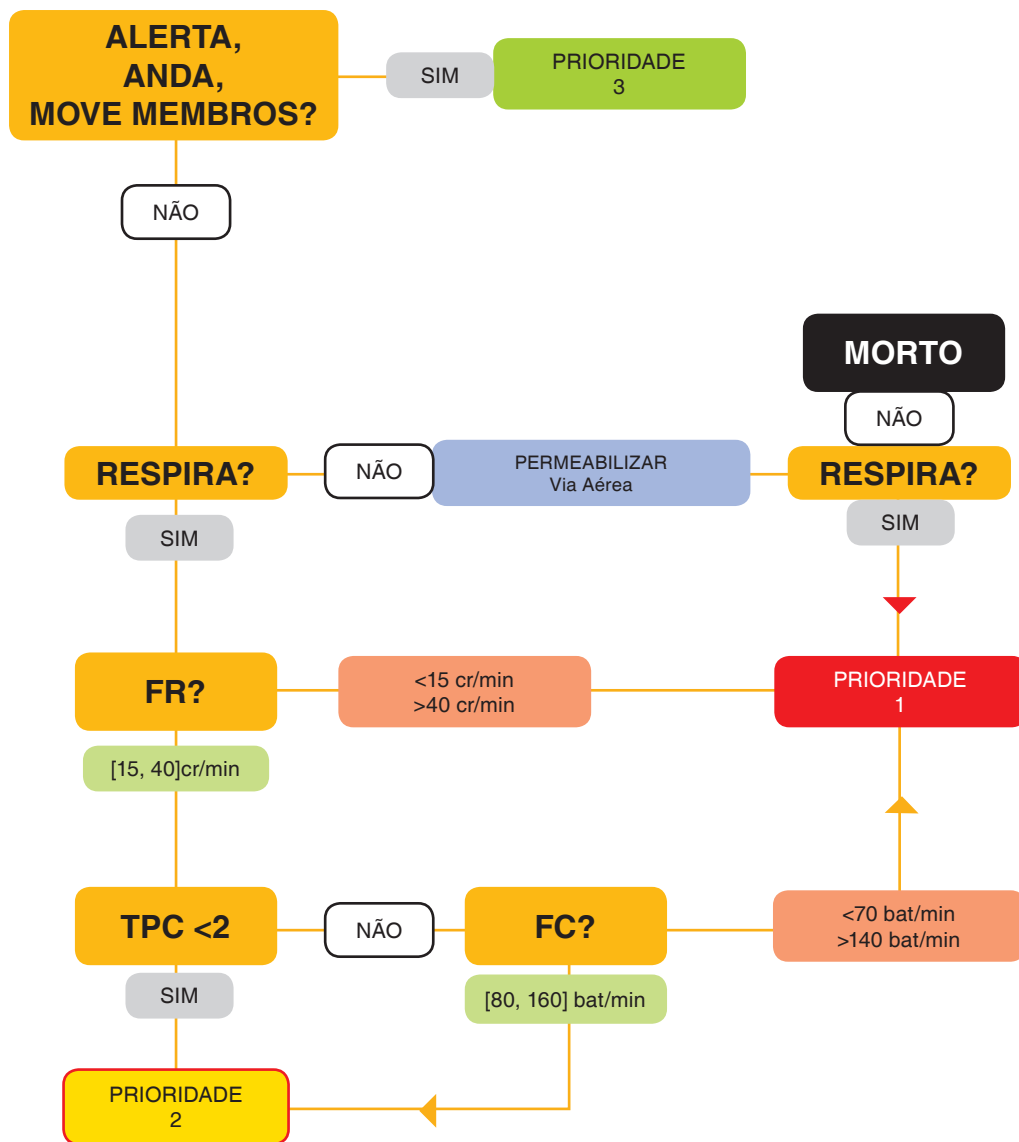 ALERTA,
ANDA,
MOVE MEMBROS?
SIM
PRIORIDADE
3
NÃO
MORTO
NÃO
RESPIRA?
NÃO
PERMEABILIZAR
Via Aérea
RESPIRA?
SIM
SIM
FR?
<15 cr/min
>40 cr/min
PRIORIDADE
1
[15, 40]cr/min
TPC <2
NÃO
FC?
<70 bat/min
>140 bat/min
SIM
[80, 160] bat/min
PRIORIDADE
2